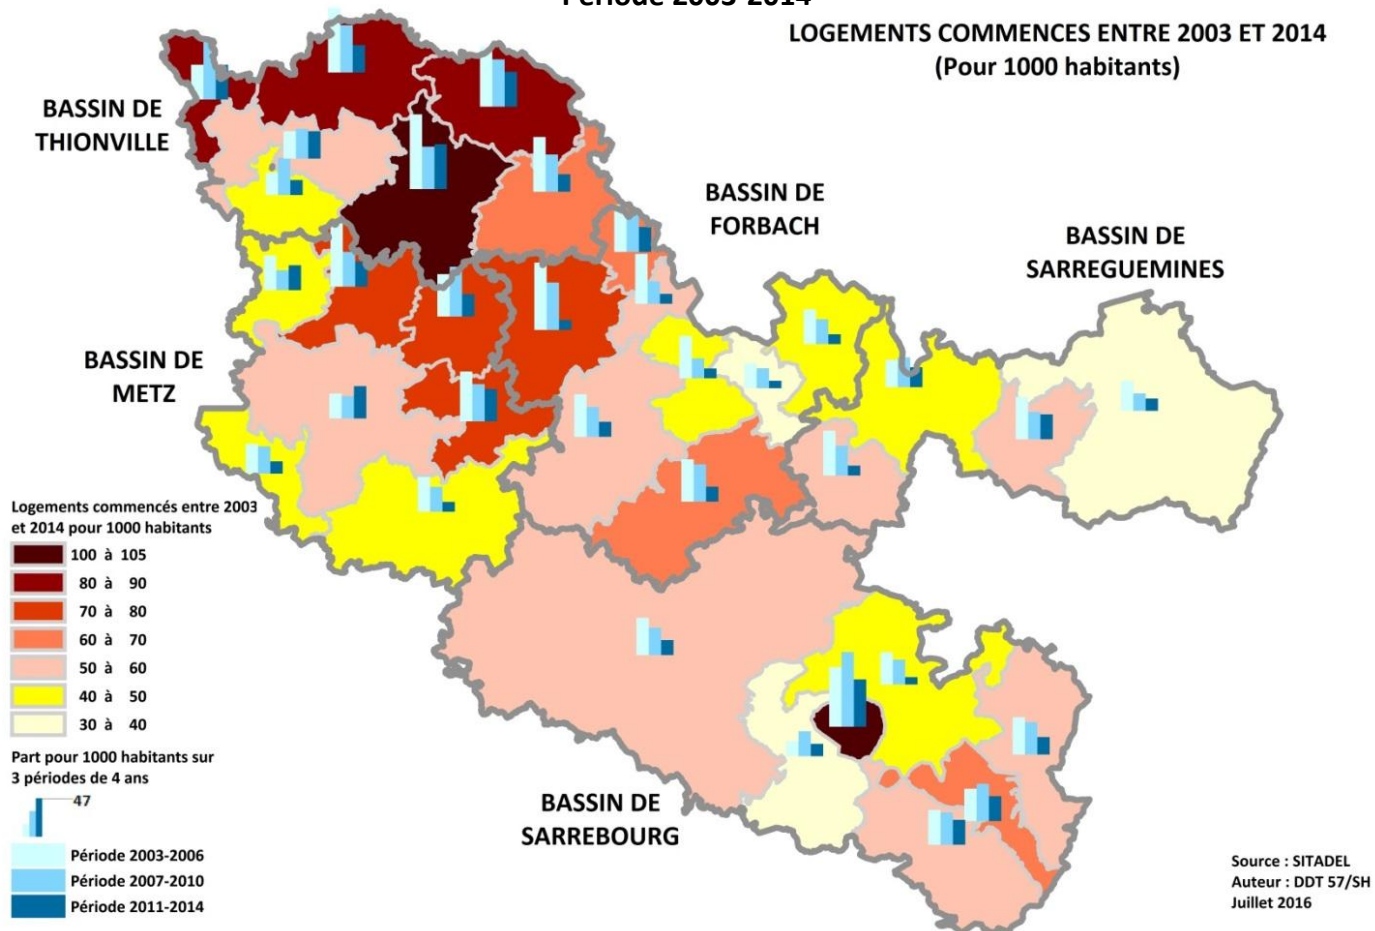 Période 2003-2014
LOGEMENTS COMMENCES ENTRE 2003 ET 2014
(Pour 1000 habitants)
BASSIN DE
THIONVILLE
BASSIN DE
FORBACH
BASSIN DE
SARREGUEMINES
BASSIN DE
METZ
Logements commencés entre 2003
et 2014 pour 1000 habitants
100 à 105
80 à 90
70 à 80
60 à 70
50 à 60
40 à 50
30 à 40
Part pour 1000 habitants sur
3 périodes de 4 ans
47
Période 2003-2006
Période 2007-2010
Période 2011-2014
BASSIN DE
SARREBOURG
Source : SITADEL
Auteur : DDT 57/SH
Juillet 2016